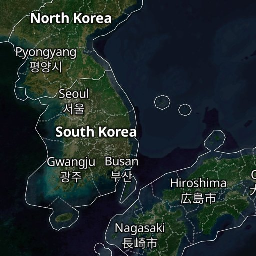 North Korea
Pyongyang
평양시
Seoul
서울
South Korea
Gwangju
광주
Busan
부산
Hiroshima
広島市
Nagasaki
長崎市